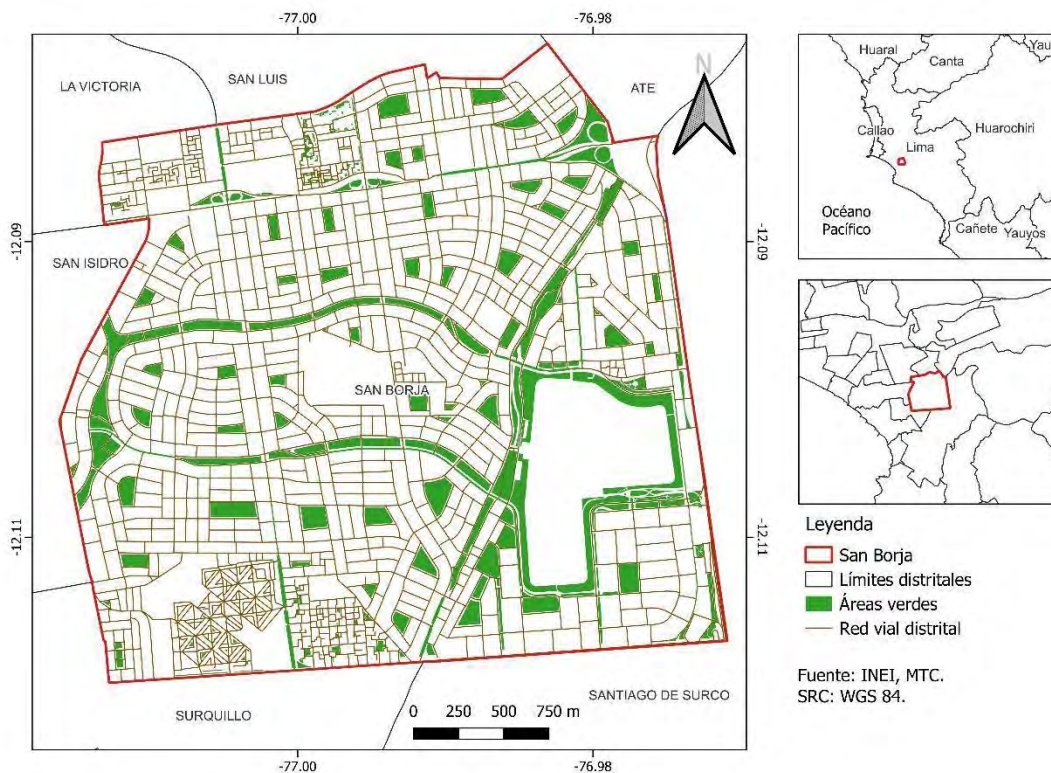 -77.00
-76.98
LA VICTORIA
SAN LUIS
ATE
N
-12.09
-12.09
SAN ISIDRO
SAN BORJA
-12.11
-12.11
SURQUILLO
SANTIAGO DE SURCO
0 250 500 750 m
-77.00
-76.98
Huaral
Canta
Yau
Callao
Lima
Huarochiri
Océano
Pacífico
Cañete
Yauyos
Leyenda
San Borja
Límites distritales
Áreas verdes
Red vial distrital
Fuente: INEI, MTC.
SRC: WGS 84.